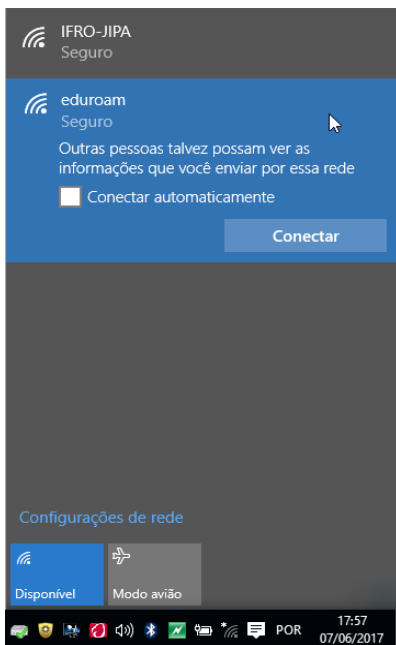 IFRO-JIPA
Seguro
eduroam
Seguro
Outras pessoas talvez possam ver as
informações que você enviar por essa rede
Conectar automaticamente
Conectar
Configurações de rede
Disponível
Modo avião
POR
17:57
07/06/2017